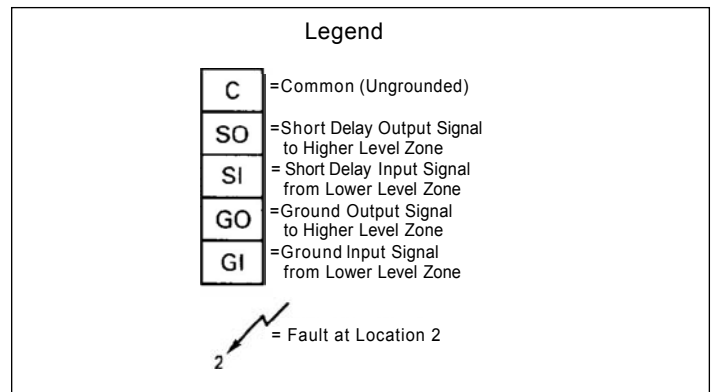 Legend
C =Common (Ungrounded)
SO =Short Delay Output Signal
to Higher Level Zone
SI = Short Delay Input Signal
from Lower Level Zone
GO =Ground Output Signal
to Higher Level Zone
GI =Ground Input Signal
from Lower Level Zone
2 = Fault at Location 2